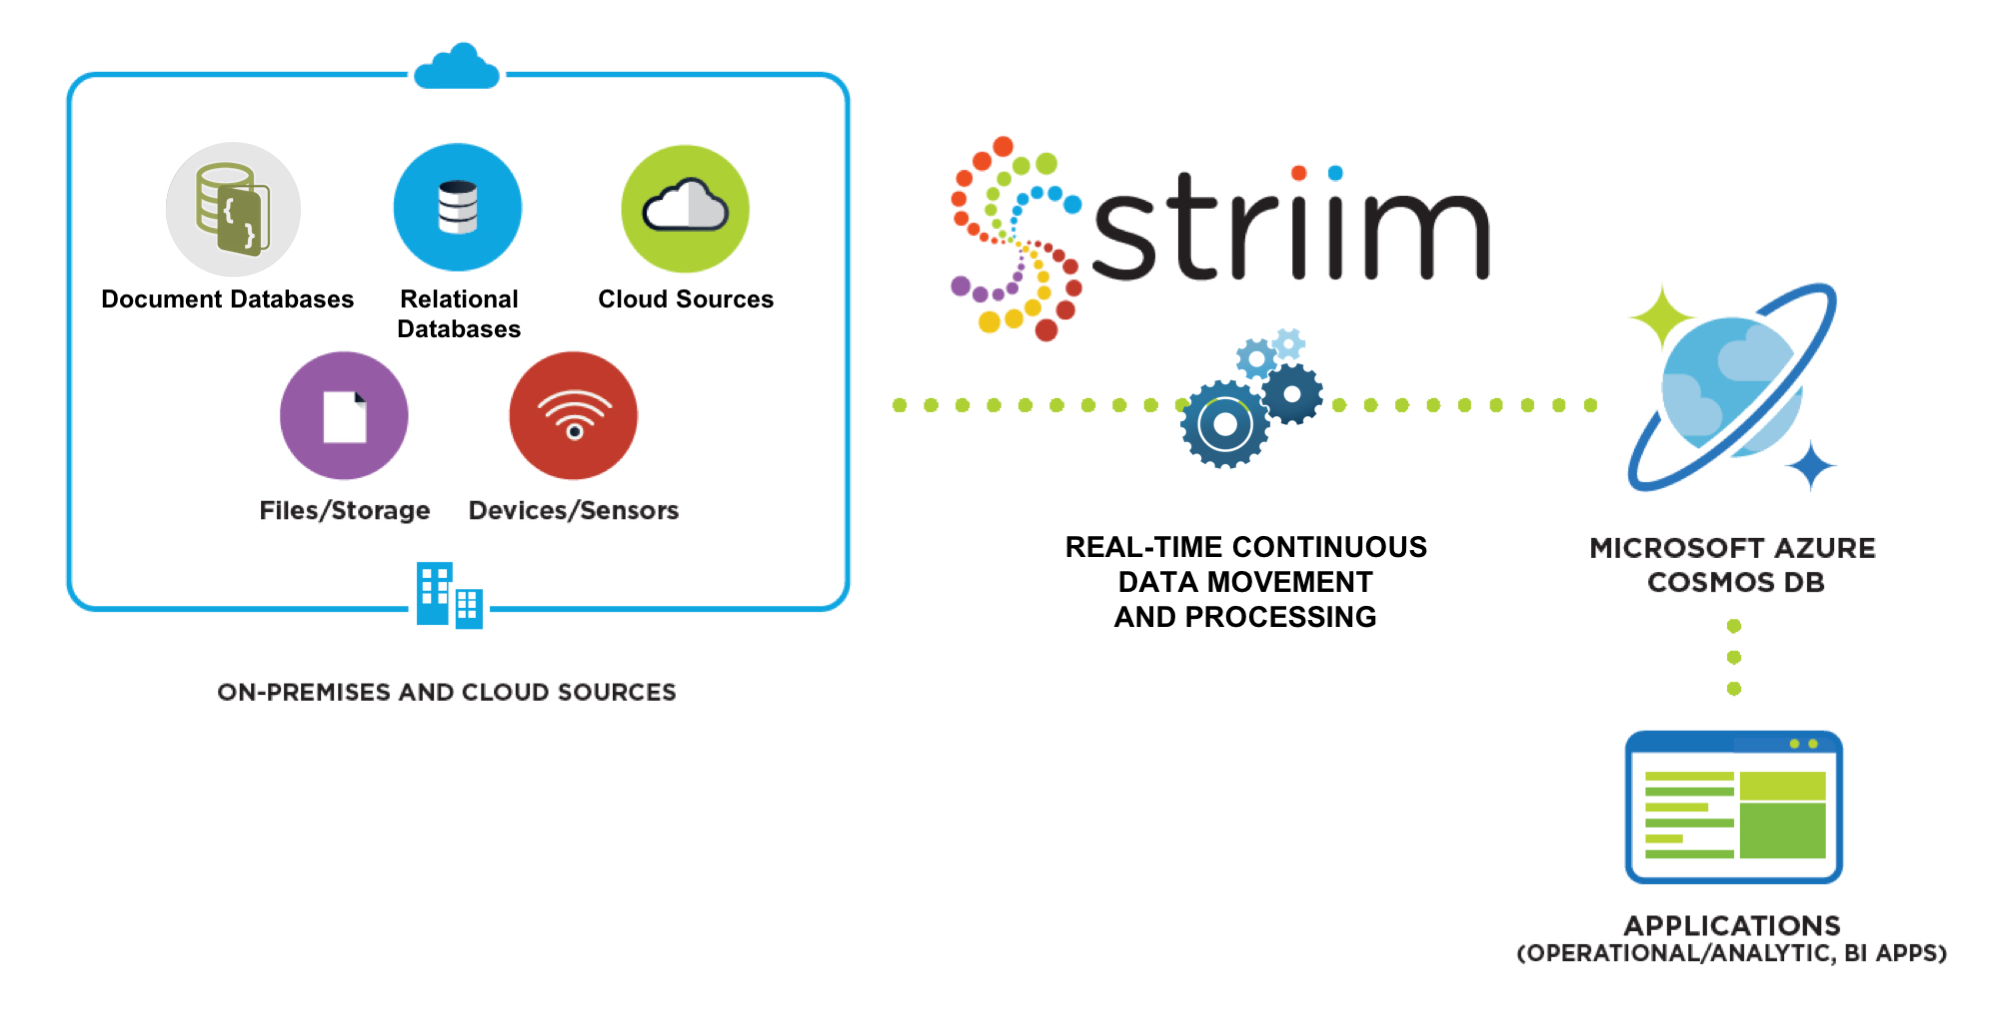 Document Databases
Relational
Databases
Cloud Sources
Files/Storage
Devices/Sensors
ON-PREMISES AND CLOUD SOURCES
striim
REAL-TIME CONTINUOUS
DATA MOVEMENT
AND PROCESSING
MICROSOFT AZURE
COSMOS DB
APPLICATIONS
(OPERATIONAL/ANALYTIC, BI APPS)